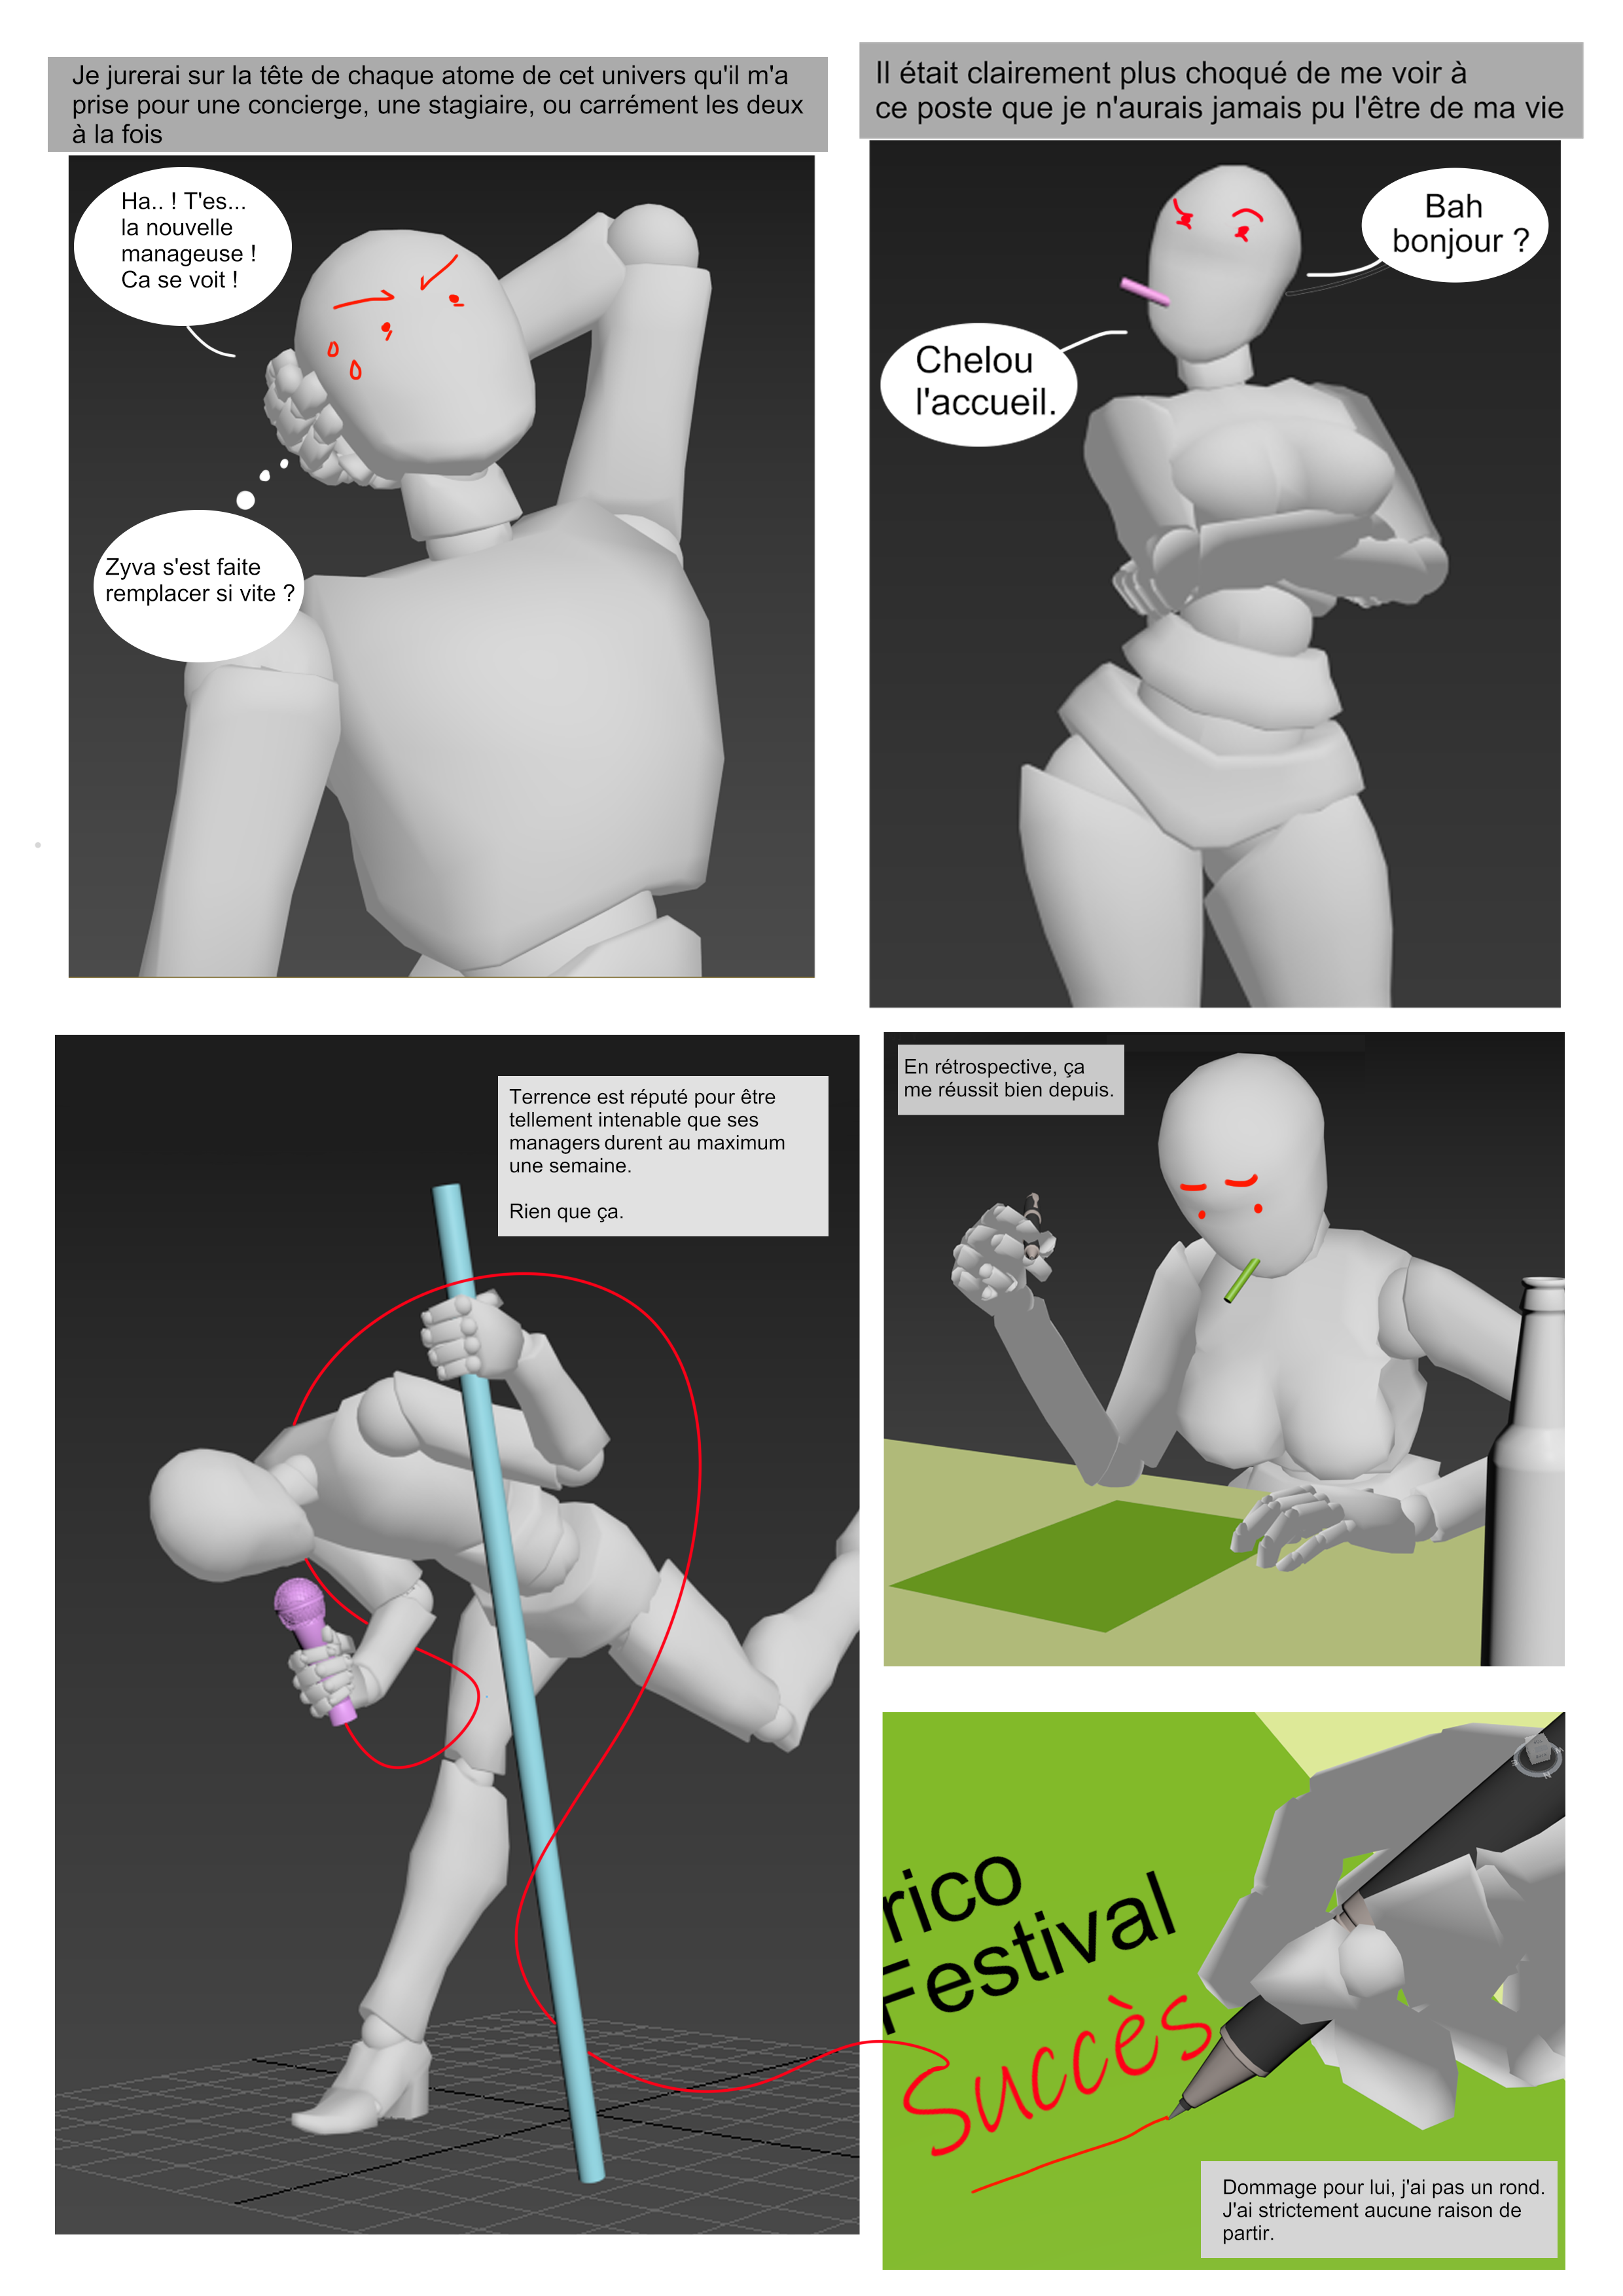 Je jurerai sur la tête de chaque atome de cet univers qu'il m'a
prise pour une concierge, une stagiaire, ou carrément les deux
à la fois
Ha.. ! T'es...
la nouvelle
manageuse !
Ca se voit !
Zyva s'est faite
remplacer si vite ?
Il était clairement plus choqué de me voir à
ce poste que je n'aurais jamais pu l'être de ma vie
Bah
bonjour ?
Chelou
l'accueil.
Terrence est réputé pour être
tellement intenable que ses
managers durent au maximum
une semaine.
Rien que ça.
En rétrospective, ça
me réussit bien depuis.
rico
Festival
Succès
Dommage pour lui, j'ai pas un rond.
J'ai strictement aucune raison de
partir.